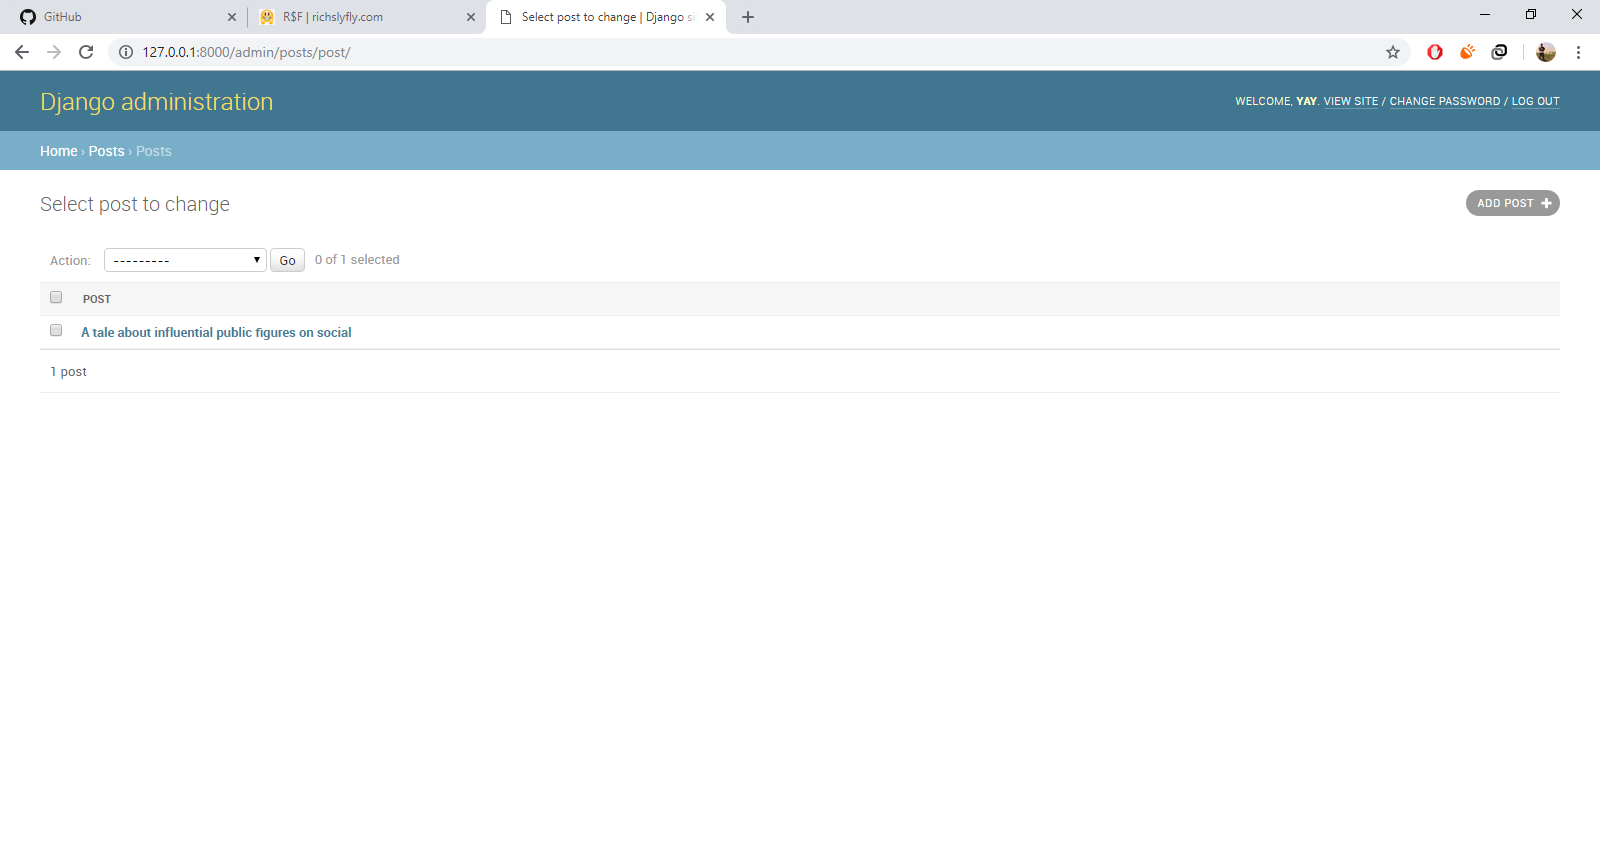 GitHub
R$F | richslyfly.com
Select post to change | Django si
127.0.0.1:8000/admin/posts/post/
Django administration
WELCOME, YAY. VIEW SITE / CHANGE PASSWORD / LOG OUT
Home › Posts › Posts
Select post to change
ADD POST
Action: --------- Go 0 of 1 selected
POST
A tale about influential public figures on social
1 post